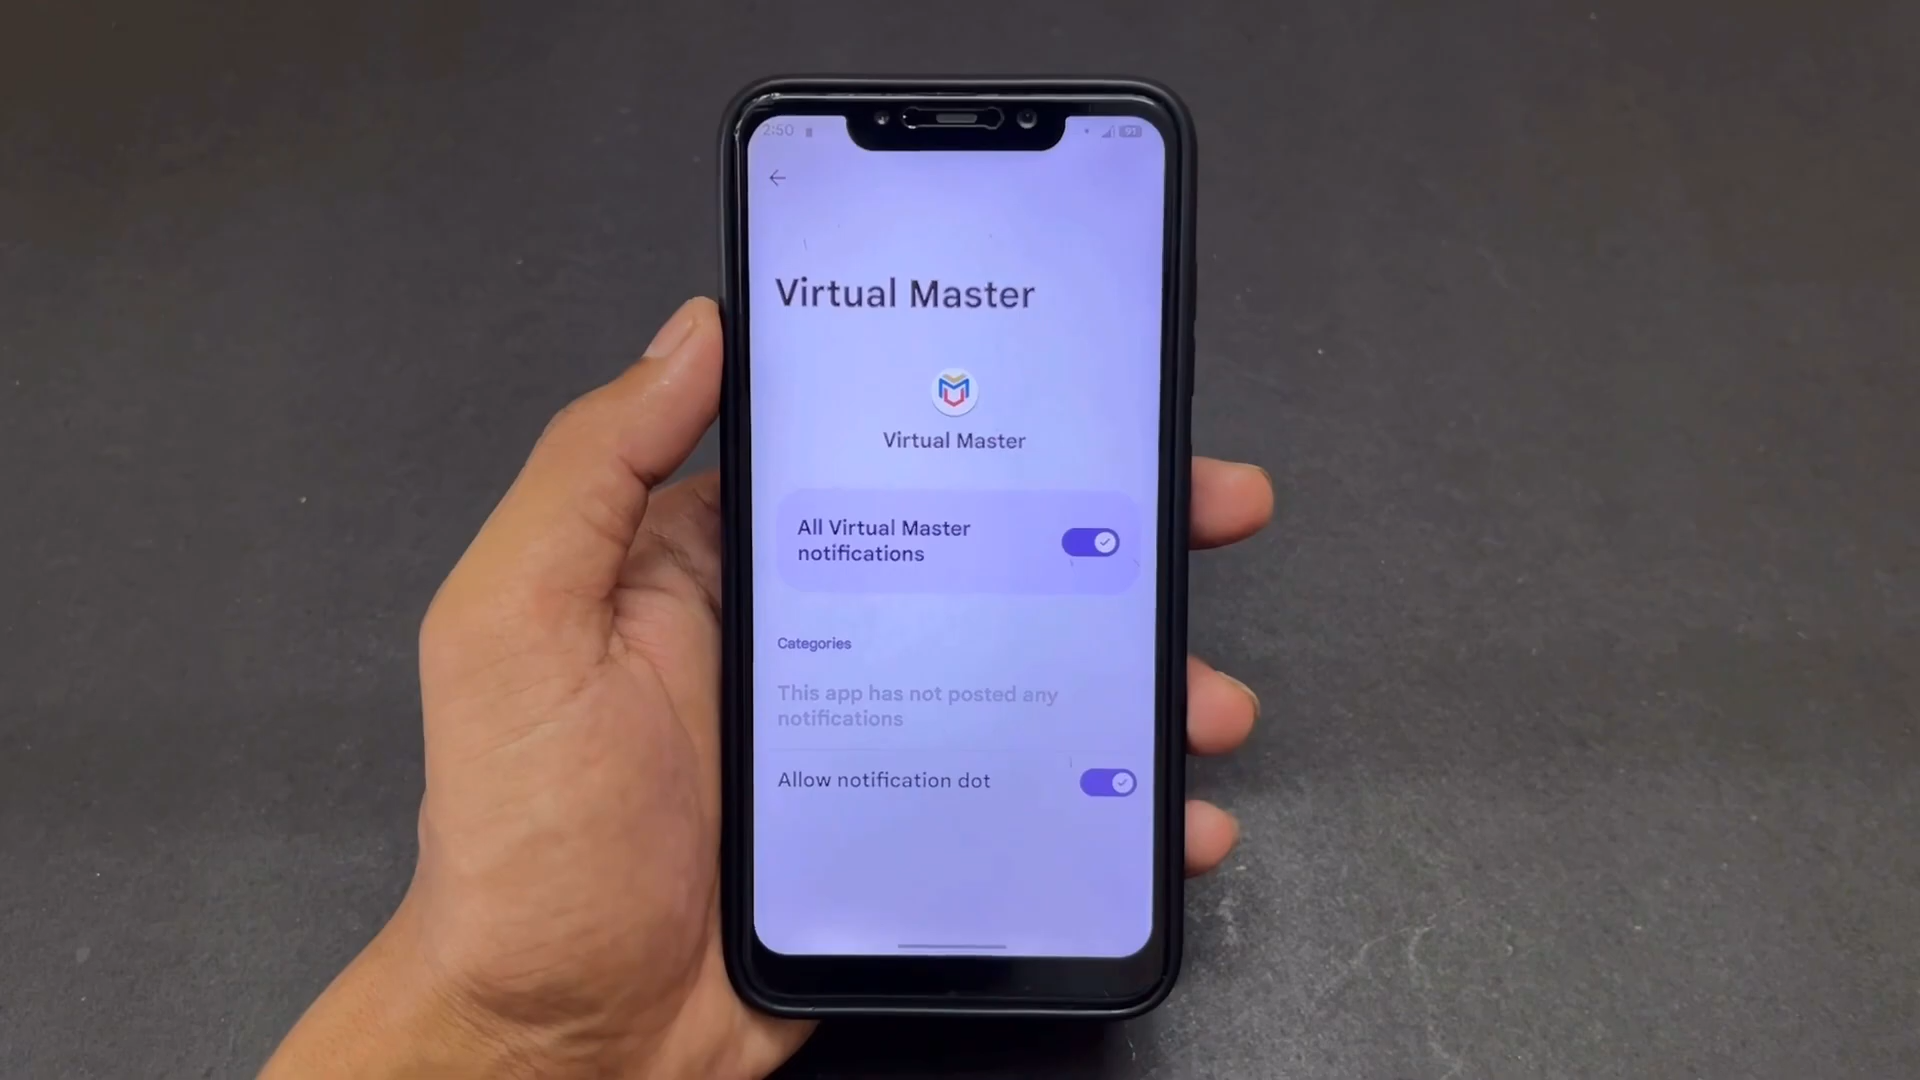 2:50
91
Virtual Master
Virtual Master
All Virtual Master
notifications
Categories
This app has not posted any
notifications
Allow notification dot